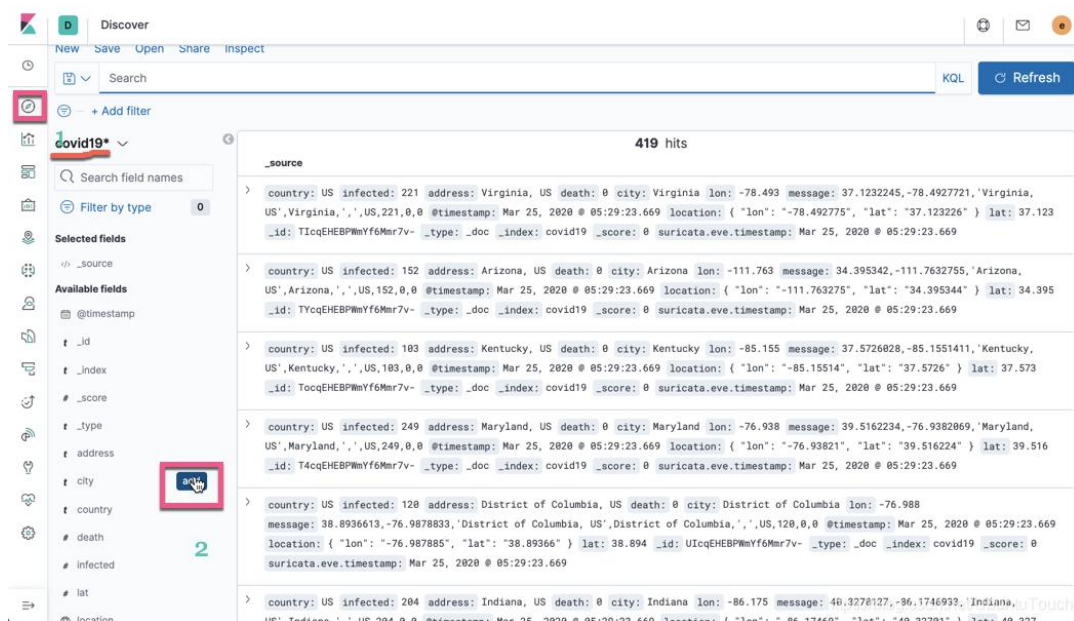 D Discover e
New Save Open Share Inspect
Search KQL Refresh
+ Add filter
1
covid19*
Search field names
Filter by type 0
Selected fields
</> _source
Available fields
@timestamp
t _id
t _index
# _score
t _type
t address
t city add
t country
# death
2
# infected
# lat
location
419 hits
_source
country: US infected: 221 address: Virginia, US death: 0 city: Virginia lon: -78.493 message: 37.1232245,-78.4927721,'Virginia,
US',Virginia,',',US,221,0,0 @timestamp: Mar 25, 2020 @ 05:29:23.669 location: { "lon": "-78.492775", "lat": "37.123226" } lat: 37.123
_id: TIcqEHEBPWmYf6Mmr7v- _type: _doc _index: covid19 _score: 0 suricata.eve.timestamp: Mar 25, 2020 @ 05:29:23.669
country: US infected: 152 address: Arizona, US death: 0 city: Arizona lon: -111.763 message: 34.395342,-111.7632755,'Arizona,
US',Arizona,',',US,152,0,0 @timestamp: Mar 25, 2020 @ 05:29:23.669 location: { "lon": "-111.763275", "lat": "34.395344" } lat: 34.395
_id: TYcqEHEBPWmYf6Mmr7v- _type: _doc _index: covid19 _score: 0 suricata.eve.timestamp: Mar 25, 2020 @ 05:29:23.669
country: US infected: 103 address: Kentucky, US death: 0 city: Kentucky lon: -85.155 message: 37.5726028,-85.1551411,'Kentucky,
US',Kentucky,',',US,103,0,0 @timestamp: Mar 25, 2020 @ 05:29:23.669 location: { "lon": "-85.15514", "lat": "37.5726" } lat: 37.573
_id: TocqEHEBPWmYf6Mmr7v- _type: _doc _index: covid19 _score: 0 suricata.eve.timestamp: Mar 25, 2020 @ 05:29:23.669
country: US infected: 249 address: Maryland, US death: 0 city: Maryland lon: -76.938 message: 39.5162234,-76.9382069,'Maryland,
US',Maryland,',',US,249,0,0 @timestamp: Mar 25, 2020 @ 05:29:23.669 location: { "lon": "-76.93821", "lat": "39.516224" } lat: 39.516
_id: T4cqEHEBPWmYf6Mmr7v- _type: _doc _index: covid19 _score: 0 suricata.eve.timestamp: Mar 25, 2020 @ 05:29:23.669
country: US infected: 120 address: District of Columbia, US death: 0 city: District of Columbia lon: -76.988
message: 38.8936613,-76.9878833,'District of Columbia, US',District of Columbia,',',US,120,0,0 @timestamp: Mar 25, 2020 @ 05:29:23.669
location: { "lon": "-76.987885", "lat": "38.89366" } lat: 38.894 _id: UIcqEHEBPWmYf6Mmr7v- _type: _doc _index: covid19 _score: 0
suricata.eve.timestamp: Mar 25, 2020 @ 05:29:23.669
country: US infected: 204 address: Indiana, US death: 0 city: Indiana lon: -86.175 message: 40.3270127,-86.1746933,'Indiana,